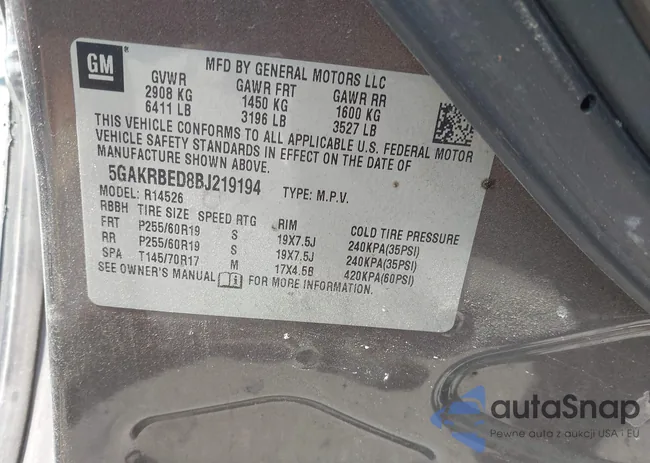 GM
MFD BY GENERAL MOTORS LLC
GVWR GAWR FRT GAWR RR
2908 KG 1450 KG 1600 KG
6411 LB 3196 LB 3527 LB
THIS VEHICLE CONFORMS TO ALL APPLICABLE U.S. FEDERAL MOTOR
VEHICLE SAFETY STANDARDS IN EFFECT ON THE DATE OF
MANUFACTURE SHOWN ABOVE.
5GAKRBED8BJ219194 TYPE: M.P.V.
MODEL: R14526
RBBH TIRE SIZE SPEED RTG RIM COLD TIRE PRESSURE
FRT P255/60R19 S 19X7.5J 240KPA(35PSI)
RR P255/60R19 S 19X7.5J 240KPA(35PSI)
SPA T145/70R17 M 17X4.5B 420KPA(60PSI)
SEE OWNER'S MANUAL FOR MORE INFORMATION.
autaSnap
Pewne auta z aukcji USA i EU